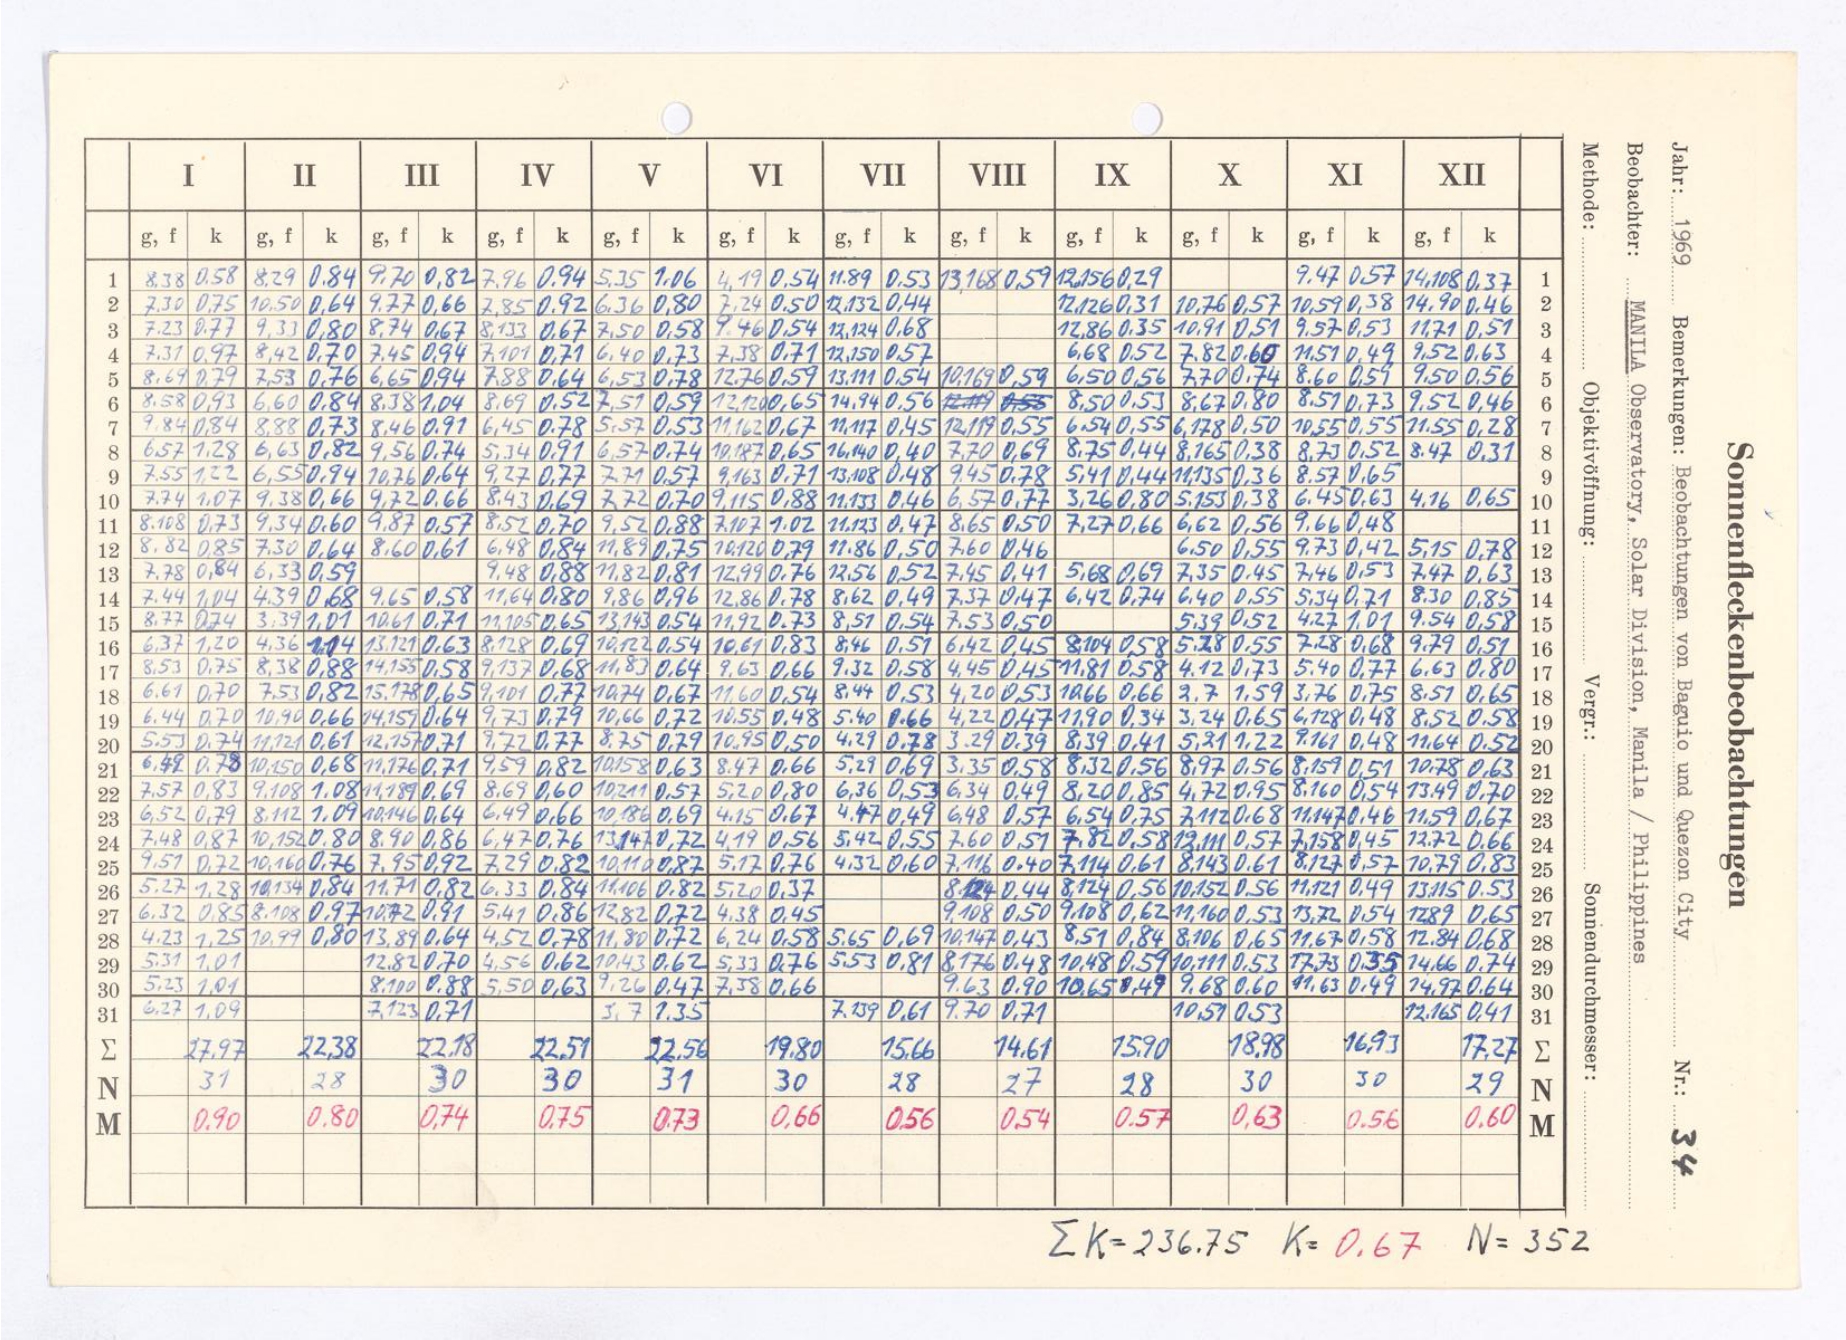 Sonnenfleckenbeobachtungen
Jahr: 1969 Bemerkungen: Beobachtungen von Baguio und Quezon City Nr.: 34
Beobachter: MANILA Observatory, Solar Division, Manila / Philippines
Methode: Objektivöffnung: Vergr.: Sonnendurchmesser:
I II III IV V VI VII VIII IX X XI XII
g, f k g, f k g, f k g, f k g, f k g, f k g, f k g, f k g, f k g, f k g, f k g, f k
1 8.38 0.58 8.29 0.84 9.70 0.82 7.96 0.94 5.35 1.06 4,19 0.54 11.89 0.53 13,168 0.59 12,156 0,29 9.47 0.57 14,108 0.37 1
2 7.30 0.75 10.50 0.64 9.77 0.66 7,85 0.92 6.36 0,80 7,24 0.50 12,132 0,44 12,126 0.31 10,76 0,57 10,59 0,38 14.90 0.46 2
3 7.23 0.77 9,33 0,80 8,74 0.67 8,133 0.67 7,50 0.58 9.46 0,54 12,124 0.68 12,86 0.35 10,91 0,51 9.57 0,53 11,71 0,51 3
4 7.31 0,97 8,42 0,70 7.45 0.94 7,101 0,71 6,40 0,73 7,38 0,71 12,150 0,57 6,68 0.52 7.82 0.60 11.51 0,49 9,52 0,63 4
5 8.69 0,79 7,53 0,76 6,65 0,94 7.88 0,64 6,53 0,78 12.76 0,59 13,111 0,54 10,169 0,59 6,50 0,56 7.70 0,74 8.60 0,59 9.50 0,56 5
6 8.58 0,93 6,60 0,84 8.38 1,04 8,69 0.52 7,51 0,59 12,120 0,65 14,94 0,56 8,50 0.53 8,67 0,80 8.51 0,73 9,52 0,46 6
7 9.84 0,84 8,88 0,73 8,46 0,91 6,45 0.78 5,57 0.53 11,162 0,67 11,117 0,45 12,119 0,55 6.54 0,55 6,178 0.50 10,55 0,55 11.55 0,28 7
8 6,57 1,28 6,63 0,82 9,56 0.74 5,34 0,91 6,57 0.74 10,187 0,65 16,140 0,40 7,70 0,69 8.75 0,44 8,165 0,38 8,73 0.52 8.47 0,31 8
9 7.55 1,22 6,55 0,94 10,76 0,64 9,27 0,77 7,71 0,57 9,163 0,71 13,108 0,48 9.45 0,78 5,41 0,44 11,135 0,36 8.57 0,65 9
10 7.74 1.07 9,38 0,66 9,72 0.66 8,43 0,69 7,72 0,70 9,115 0,88 11,133 0,46 6,57 0,77 3,26 0,80 5.153 0,38 6.45 0,63 4.16 0,65 10
11 8.108 0,73 9,34 0,60 9.87 0,57 8,52 0,70 9,52 0.88 7,107 1.02 11,123 0,47 8.65 0,50 7,27 0,66 6,62 0,56 9.66 0,48 11
12 8.82 0,85 7,30 0,64 8,60 0,61 6,48 0,84 11,89 0,75 10,120 0,79 11.86 0,50 7.60 0,46 6.50 0,55 9.73 0,42 5,15 0,78 12
13 7.78 0,84 6,33 0,59 9,48 0,88 11,82 0,81 12,99 0.76 12,56 0,52 7,45 0,41 5,68 0,69 7,35 0.45 7,46 0,53 7.47 0,63 13
14 7.44 1,04 4,39 0,68 9,65 0,58 11,64 0.80 9,86 0,96 12,86 0.78 8,62 0,49 7,37 0,47 6,42 0,74 6,40 0,55 5,34 0,71 8.30 0,85 14
15 8,77 0,74 3.39 1,01 10,61 0,71 11,105 0,65 13,143 0,54 11,92 0,73 8,51 0,54 7.53 0,50 5.39 0.52 4,27 1,01 9.54 0,58 15
16 6,37 1,20 4,36 1,14 13,121 0,63 8,128 0,69 10,122 0,54 10,61 0,83 8,46 0,51 6,42 0,45 8,104 0,58 5.28 0,55 7.28 0,68 9,79 0,51 16
17 8.53 0,75 8,38 0,88 14,155 0.58 9,137 0,68 11,83 0,64 9,63 0,66 9,32 0,58 4,45 0,45 11,81 0,58 4.12 0,73 5.40 0,77 6.63 0,80 17
18 6.61 0,70 7.53 0,82 15,178 0,65 9,101 0,77 10,74 0,67 11,60 0,54 8,44 0,53 4,20 0,53 10,66 0.66 2.7 1.59 3,76 0,75 8.51 0,65 18
19 6.44 0,70 10,90 0,66 14,159 0.64 9,73 0,79 10,66 0,72 10,55 0,48 5.40 0.66 4,22 0,47 11,90 0,34 3,24 0,65 6,128 0,48 8,52 0,58 19
20 5.53 0,74 11,121 0,61 12,157 0,71 9,72 0,77 8.75 0,79 10,95 0,50 4.29 0,78 3.29 0.39 8,39 0,41 5,21 1,22 9.161 0,48 11,64 0,52 20
21 6,42 0.78 10,150 0,68 11,176 0,71 9,59 0,82 10,158 0,63 8.47 0,66 5,29 0,69 3,35 0,58 8,32 0,56 8,97 0,56 8,159 0,51 10,78 0,63 21
22 7.57 0,83 9.108 1.08 11,189 0,69 8.69 0,60 10,211 0,57 5,20 0,80 6,36 0,53 6,34 0.49 8,20 0,85 4,72 0,95 8,160 0,54 13.49 0,70 22
23 6,52 0,79 8,112 1.09 10,146 0,64 6,49 0,66 10,186 0,69 4.15 0,67 4.47 0,49 6,48 0,57 6,54 0,75 7,112 0.68 11,147 0.46 11,59 0,67 23
24 7.48 0,87 10,152 0.80 8.90 0,86 6,47 0,76 13,147 0,72 4,19 0,56 5.42 0,55 7.60 0,51 7.82 0,58 12,111 0,57 7,158 0,45 12,72 0.66 24
25 9,51 0,72 10,160 0,76 7,95 0,92 7,29 0,82 10,110 0,87 5,17 0,76 4.32 0,60 7,116 0.40 7,114 0,61 8,143 0,61 8,127 0,57 10,79 0,83 25
26 5.27 1,28 10,134 0,84 11.71 0,82 6.33 0,84 11,106 0.82 5,20 0,37 8,124 0,44 8,124 0,56 10,152 0.56 11,121 0,49 13,115 0.53 26
27 6.32 0,85 8.108 0,97 10,72 0,91 5,41 0,86 12,82 0,72 4.38 0,45 9,108 0,50 9,108 0,62 11,160 0,53 13,72 0,54 1289 0,65 27
28 4.23 1,25 10,99 0,80 13,89 0,64 4,52 0,78 11,80 0,72 6,24 0,58 5.65 0,69 10,147 0,43 8.51 0,84 8,106 0,65 11,67 0,58 12.84 0,68 28
29 5.31 1,01 12,82 0,70 4,56 0,62 10,43 0,62 5,33 0,76 5.53 0,81 8,176 0.48 10,48 0,59 10,111 0,53 17,73 0.35 14.66 0.74 29
30 5.23 1,01 8,100 0.88 5,50 0,63 9,26 0,47 7,38 0,66 9.63 0.90 10,65 0,49 9,68 0,60 11,63 0,49 14,97 0,64 30
31 6,27 1,09 7,123 0,71 3,7 1.35 7.139 0,61 9.70 0,71 10,51 0,53 12,165 0,41 31
Σ 27,97 22,38 22,18 22,51 22,56 19,80 15,66 14,61 15,90 18,98 16,93 17,27 Σ
N 31 28 30 30 31 30 28 27 28 30 30 29 N
M 0.90 0.80 0,74 0,75 0.73 0,66 0.56 0,54 0.57 0,63 0.56 0.60 M
ΣK= 236.75 K= 0.67 N= 352